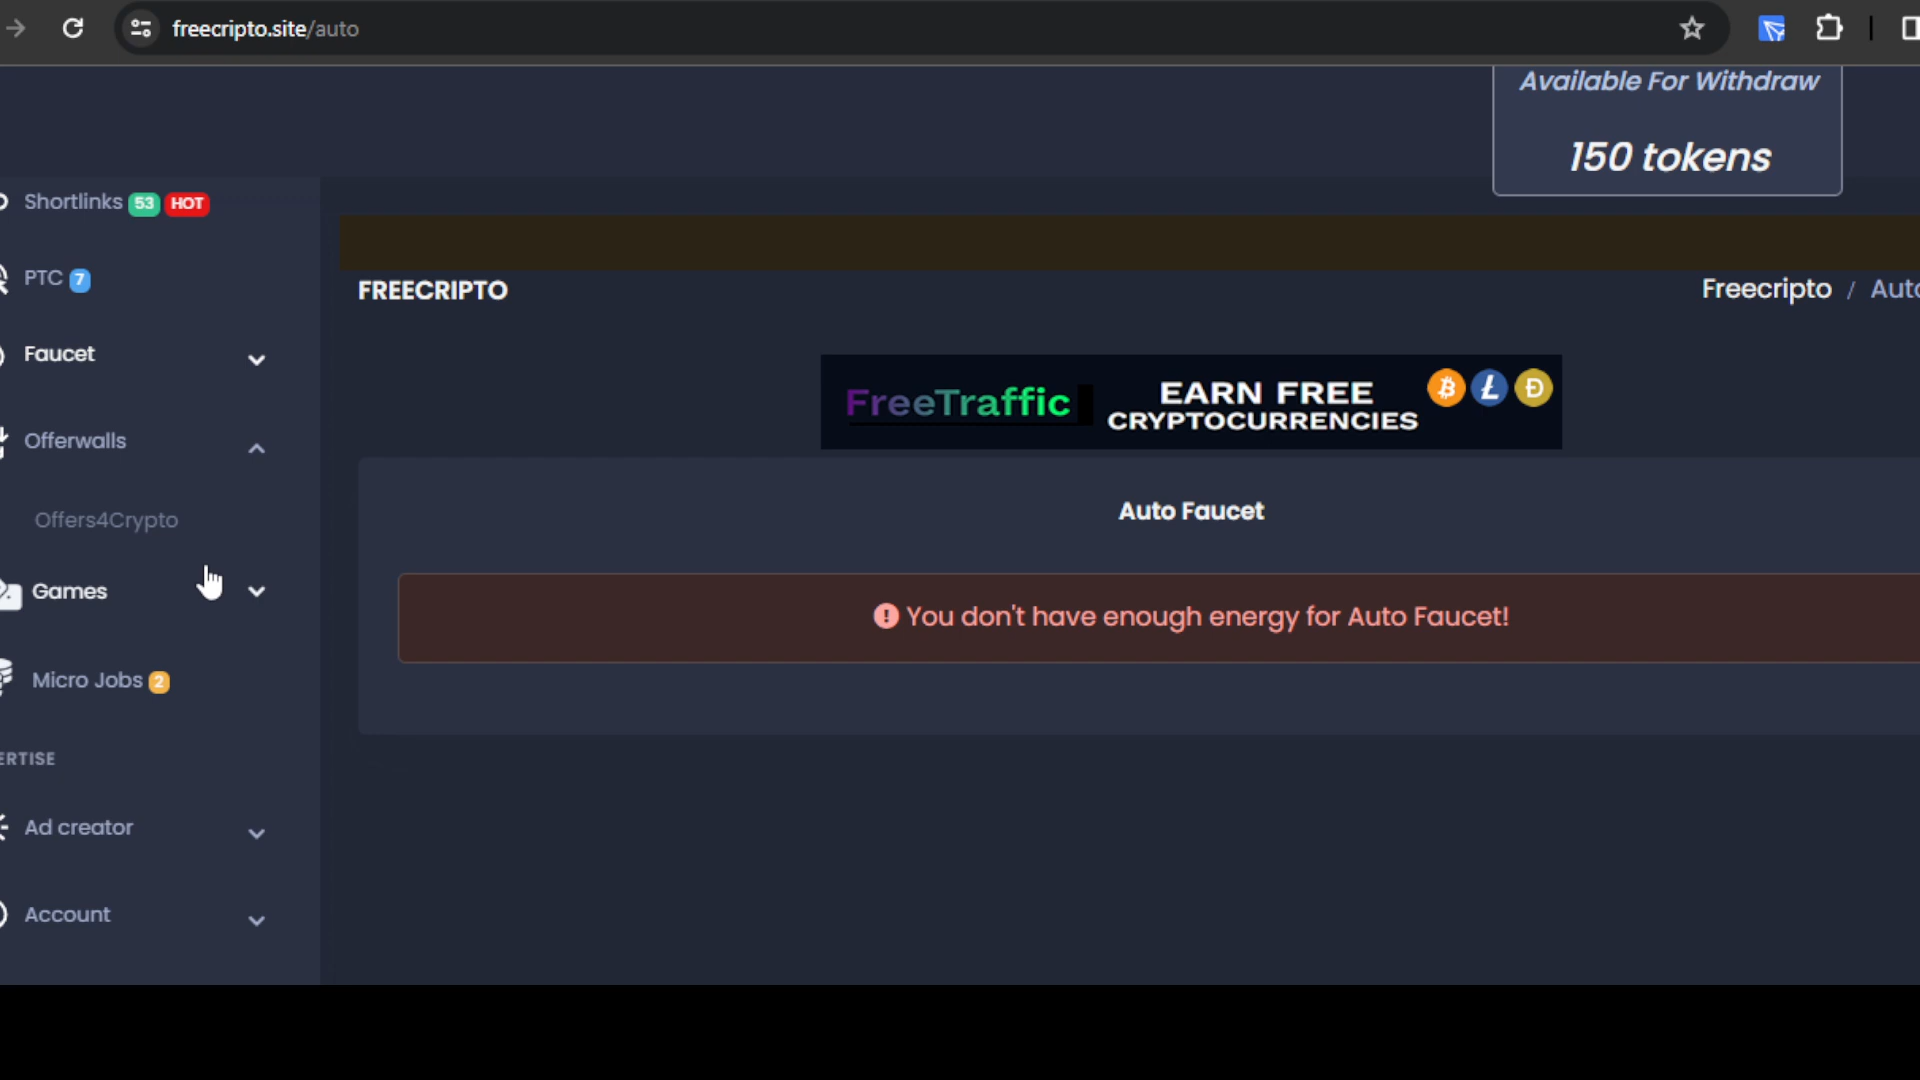 freecripto.site/auto
Available For Withdraw
150 tokens
Shortlinks 53 HOT
PTC 7
Faucet
Offerwalls
Offers4Crypto
Games
Micro Jobs 2
ERTISE
Ad creator
Account
FREECRIPTO
Freecripto / Auto
FreeTraffic
EARN FREE
CRYPTOCURRENCIES
Auto Faucet
You don't have enough energy for Auto Faucet!